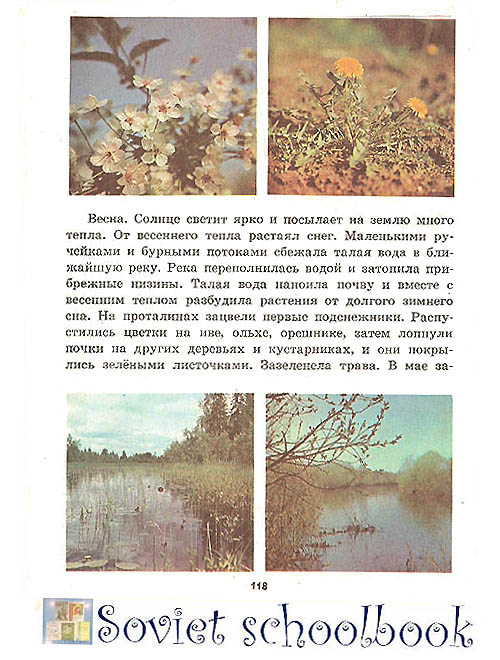 Весна. Солнце светит ярко и посылает на землю много
тепла. От весеннего тепла растаял снег. Маленькими ру-
чейками и бурными потоками сбежала талая вода в бли-
жайшую реку. Река переполнилась водой и затопила при-
брежные низины. Талая вода напоила почву и вместе с
весенним теплом разбудила растения от долгого зимнего
сна. На проталинах зацвели первые подснежники. Распу-
стились цветки на иве, ольхе, орешнике, затем лопнули
почки на других деревьях и кустарниках, и они покры-
лись зелёными листочками. Зазеленела трава. В мае за-
118
Soviet schoolbook